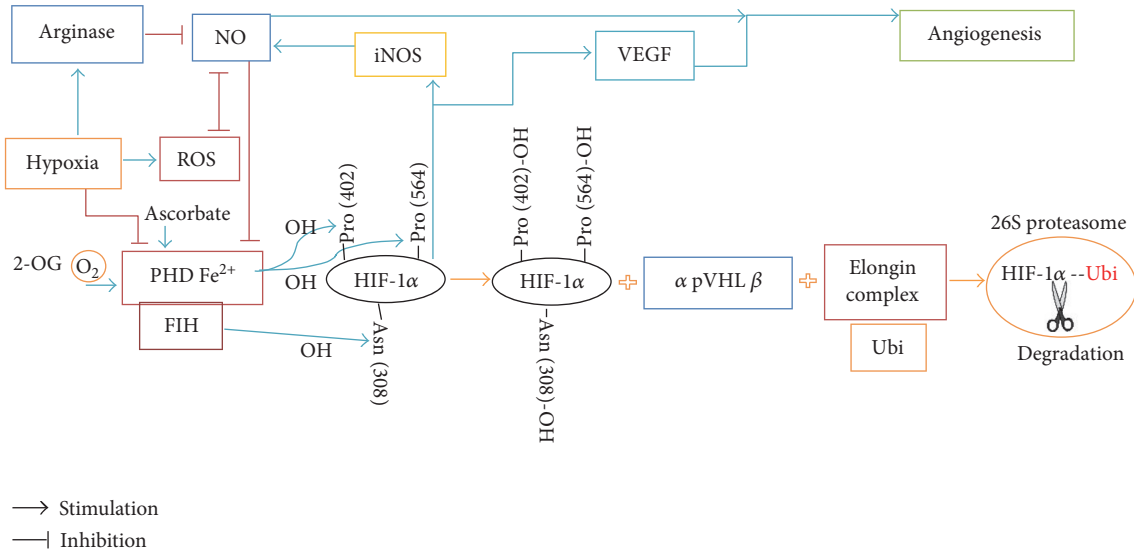 Arginase
NO
iNOS
VEGF
Angiogenesis
Hypoxia
ROS
Ascorbate
2-OG
O₂
PHD Fe²⁺
FIH
OH
OH
OH
Pro (402)
Pro (564)
HIF-1α
Asn (308)
Pro (402)-OH
Pro (564)-OH
HIF-1α
Asn (308)-OH
α pVHL β
Elongin
complex
Ubi
26S proteasome
HIF-1α --Ubi
Degradation
Stimulation
Inhibition